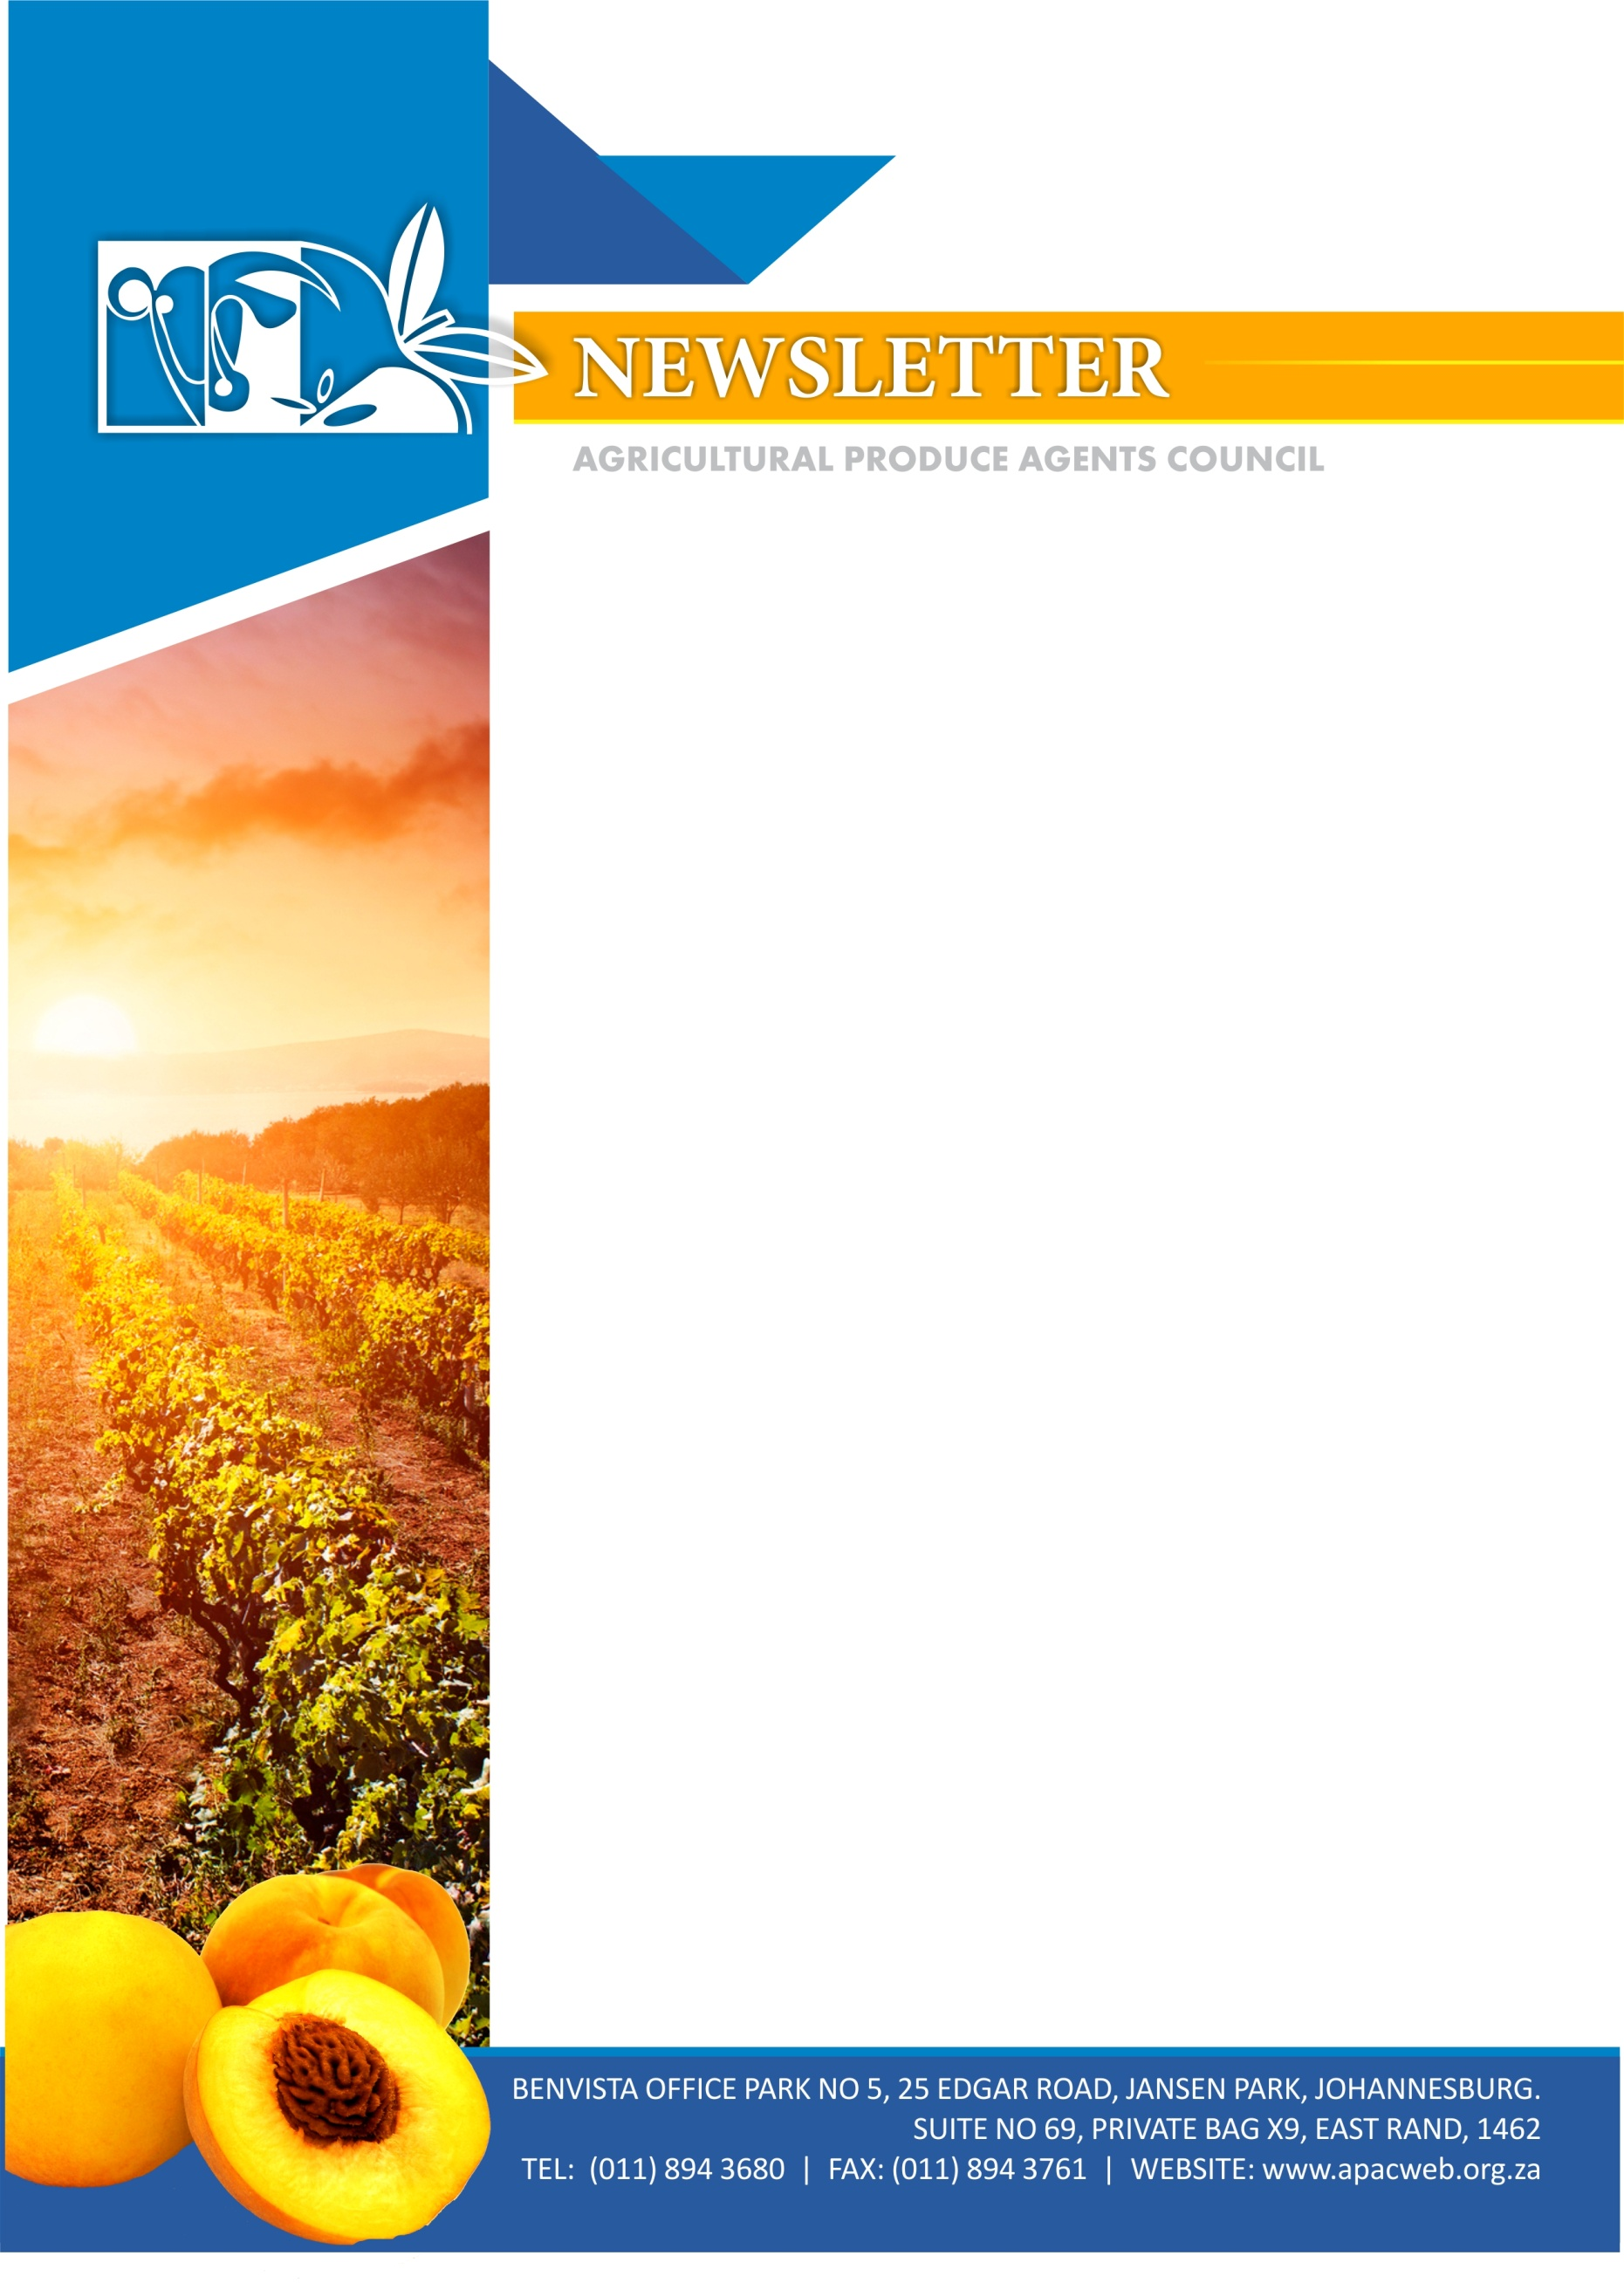 NEWSLETTER
AGRICULTURAL PRODUCE AGENTS COUNCIL
BENVISTA OFFICE PARK NO 5, 25 EDGAR ROAD, JANSEN PARK, JOHANNESBURG.
SUITE NO 69, PRIVATE BAG X9, EAST RAND, 1462
TEL: (011) 894 3680 | FAX: (011) 894 3761 | WEBSITE: www.apacweb.org.za